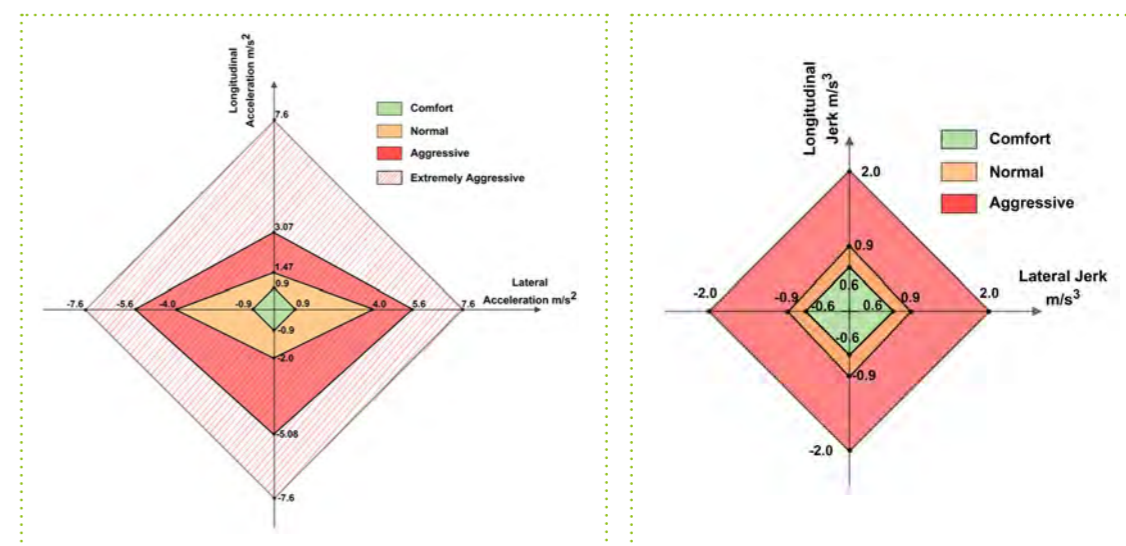 Longitudinal
Acceleration m/s²
7.6
Comfort
Normal
Aggressive
Extremely Aggressive
3.07
1.47
0.9
Lateral
Acceleration m/s²
-7.6
-5.6
-4.0
-0.9
0.9
4.0
5.6
7.6
-0.9
-2.0
-5.08
-7.6
Longitudinal
Jerk m/s³
2.0
Comfort
Normal
Aggressive
0.9
0.6
Lateral Jerk
m/s³
-2.0
-0.9
-0.6
0.6
0.9
2.0
-0.6
-0.9
-2.0